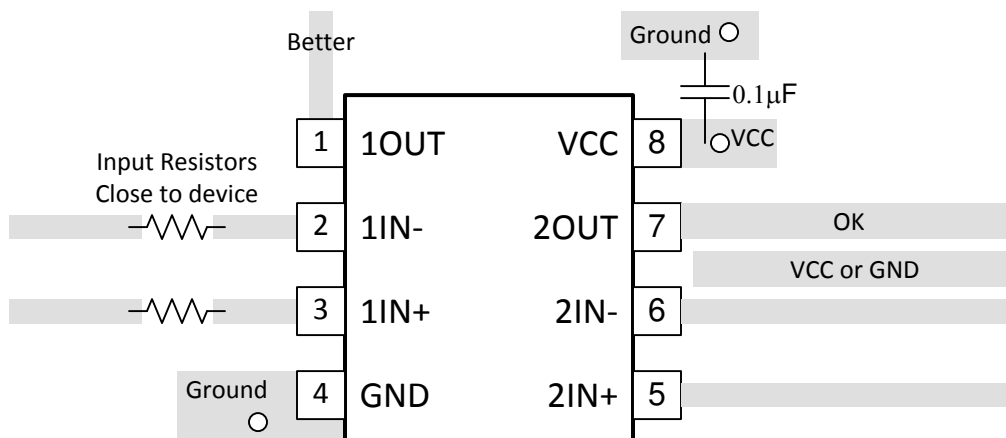 Better
Ground
0.1μF
1 1OUT VCC 8 VCC
Input Resistors
Close to device
2 1IN- 2OUT 7 OK
VCC or GND
3 1IN+ 2IN- 6
Ground
4 GND 2IN+ 5